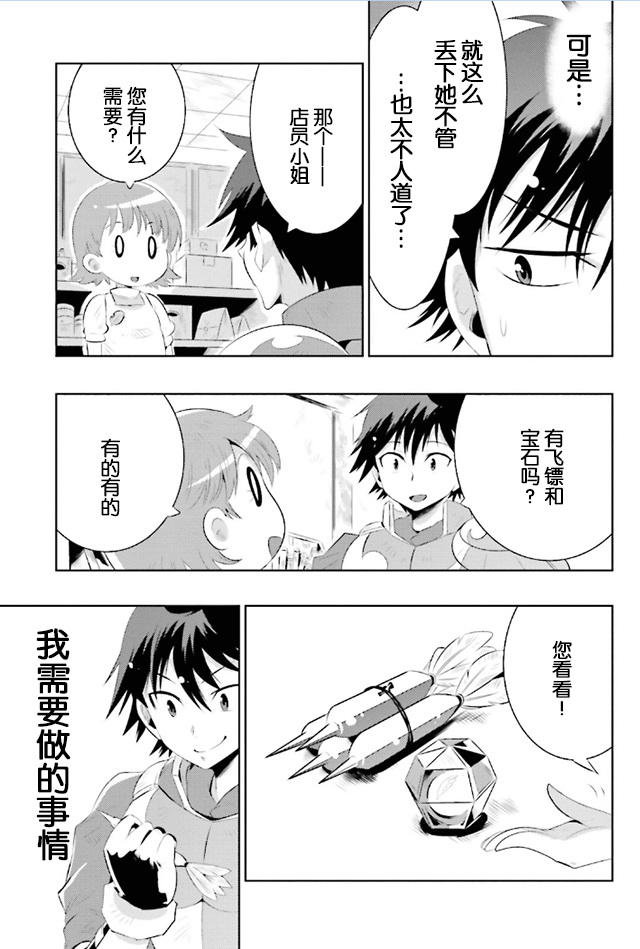 可是…
就这么
丢下她不管
…也太不人道了…
那个——
店员小姐
您有什么
需要？
有飞镖和
宝石吗？
有的有的
您看看！
我需要做的事情